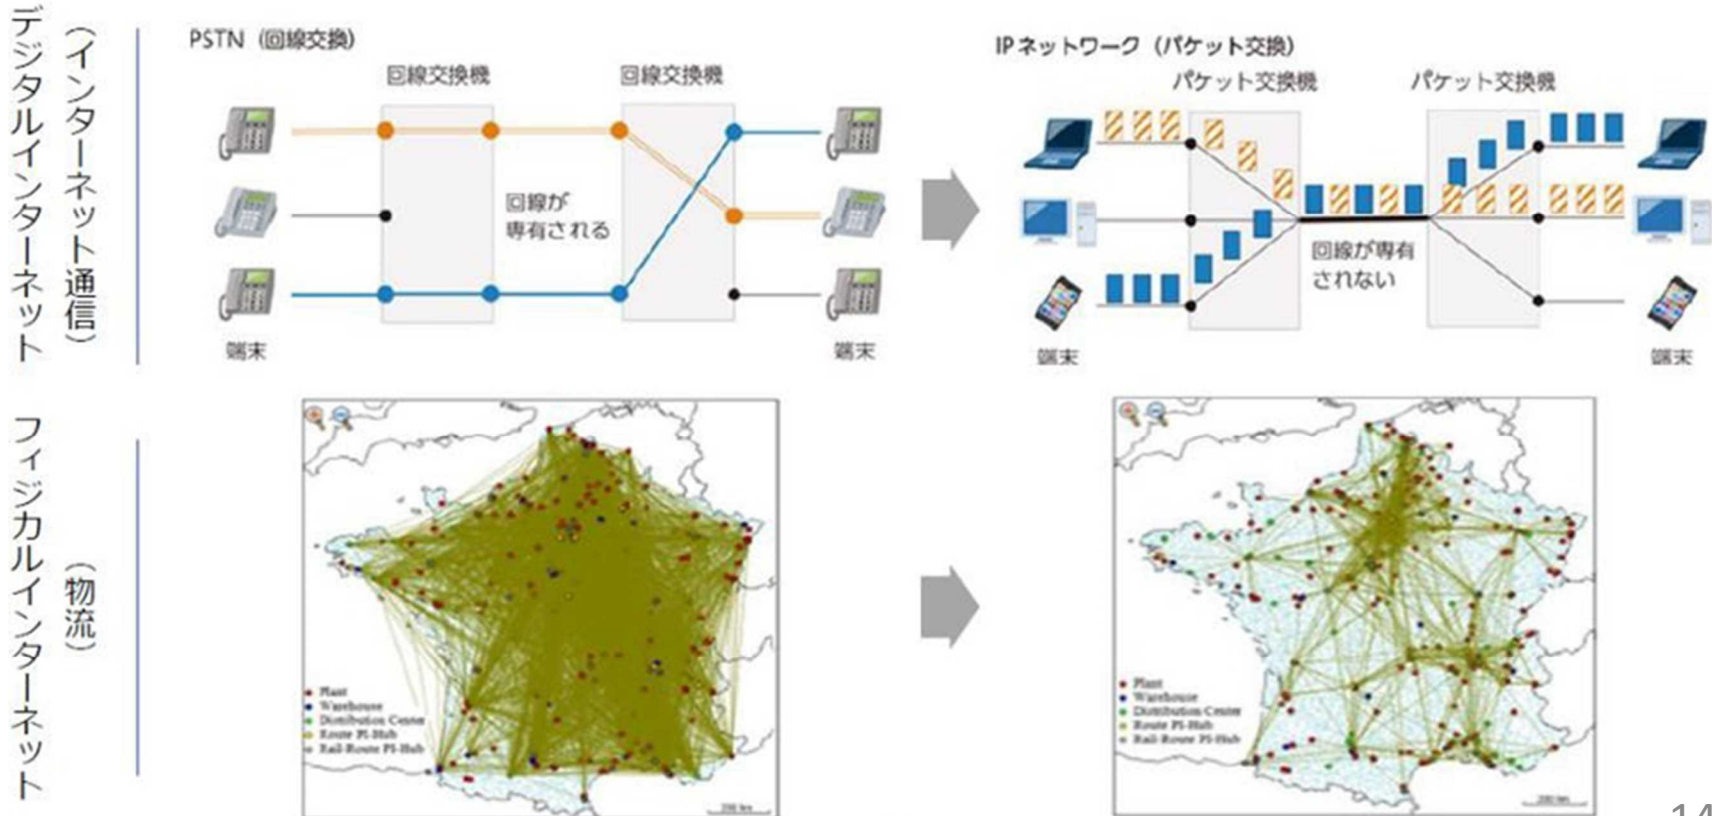 デジタルインターネット
（インターネット通信）
PSTN（回線交換）
回線交換機
回線交換機
回線が
専有される
端末
端末
IPネットワーク（パケット交換）
パケット交換機
パケット交換機
回線が専有
されない
端末
端末
フィジカルインターネット
（物流）
Plant
Warehouse
Distribution Center
Route PI-Hub
Rail-Route PI-Hub
200 km
Plant
Warehouse
Distribution Center
Route PI-Hub
Rail-Route PI-Hub
200 km
14